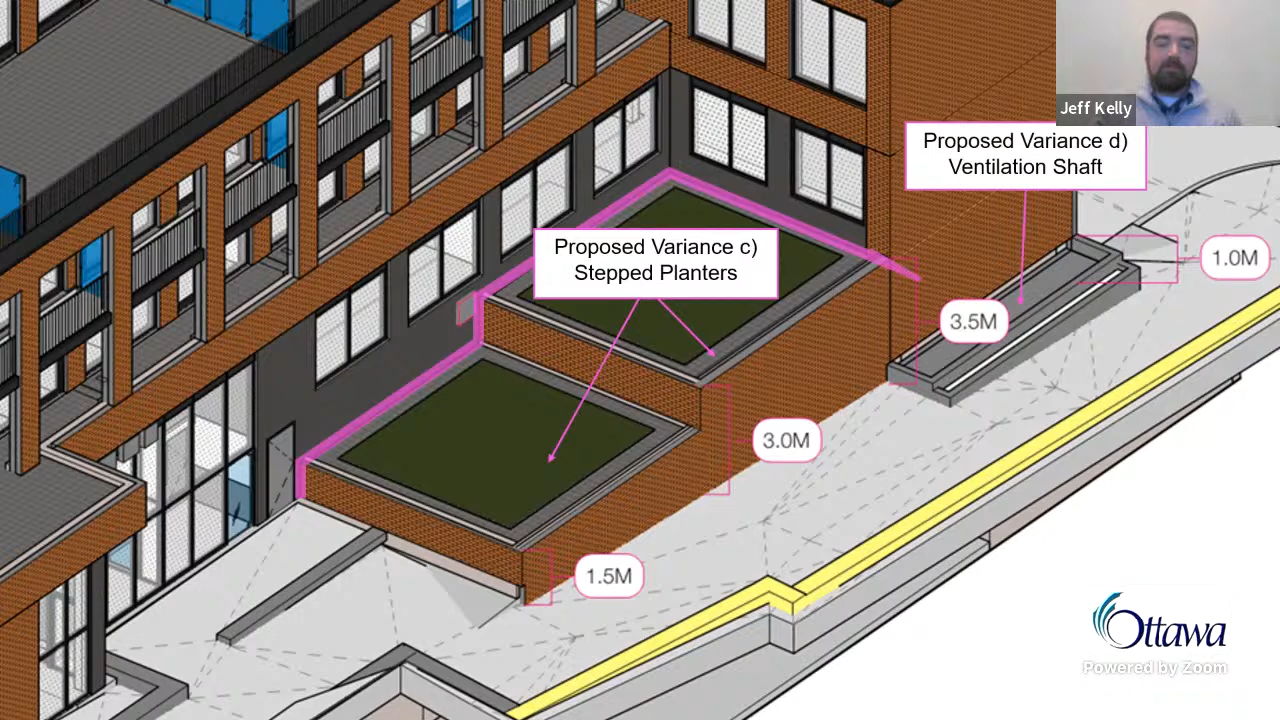 Jeff Kelly
Proposed Variance d)
Ventilation Shaft
Proposed Variance c)
Stepped Planters
1.0M
3.5M
3.0M
1.5M
Ottawa
Powered by Zoom